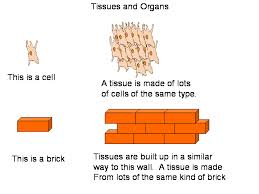 Tissues and Organs
This is a cell
A tissue is made of lots
of cells of the same type.
This is a brick
Tissues are built up in a similar
way to this wall. A tissue is made
From lots of the same kind of brick